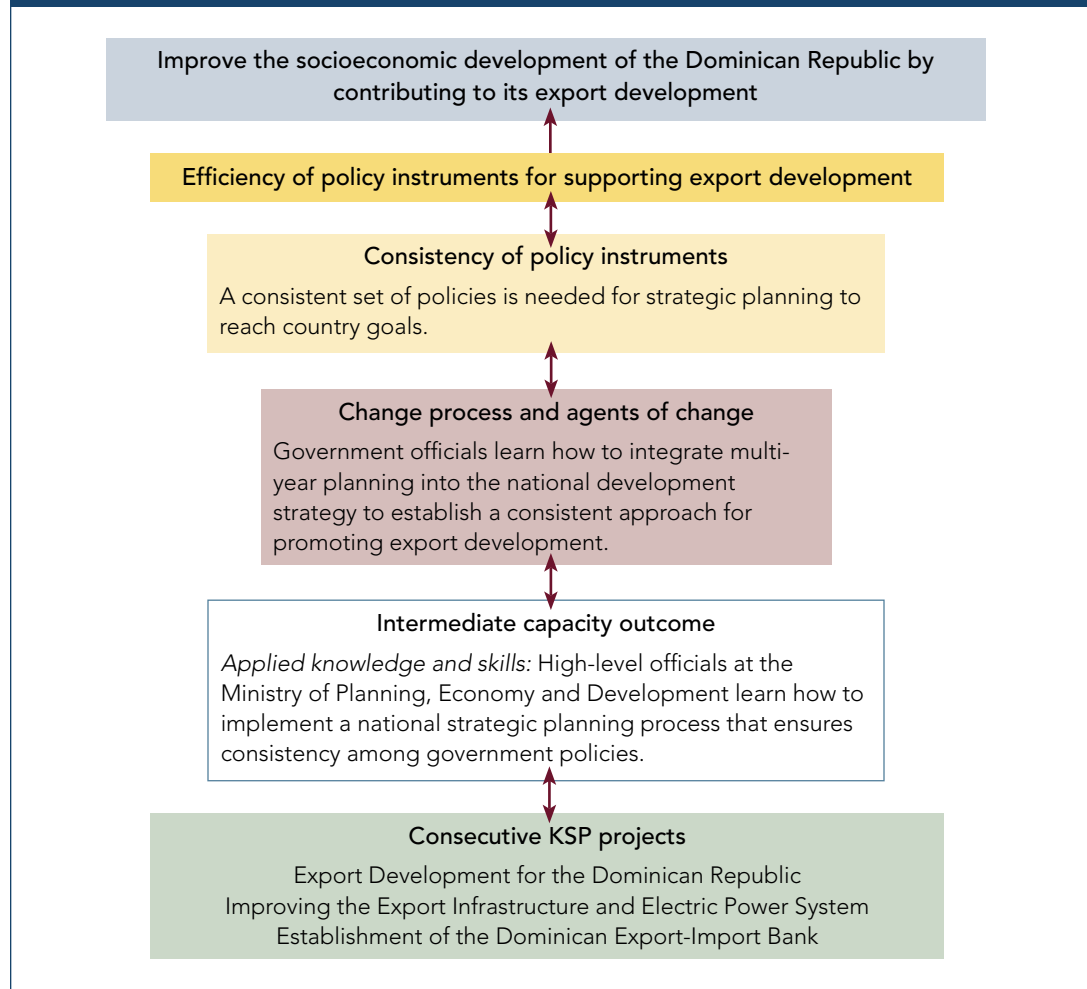 Improve the socioeconomic development of the Dominican Republic by
contributing to its export development
Efficiency of policy instruments for supporting export development
Consistency of policy instruments
A consistent set of policies is needed for strategic planning to
reach country goals.
Change process and agents of change
Government officials learn how to integrate multi-
year planning into the national development
strategy to establish a consistent approach for
promoting export development.
Intermediate capacity outcome
Applied knowledge and skills: High-level officials at the
Ministry of Planning, Economy and Development learn how to
implement a national strategic planning process that ensures
consistency among government policies.
Consecutive KSP projects
Export Development for the Dominican Republic
Improving the Export Infrastructure and Electric Power System
Establishment of the Dominican Export-Import Bank